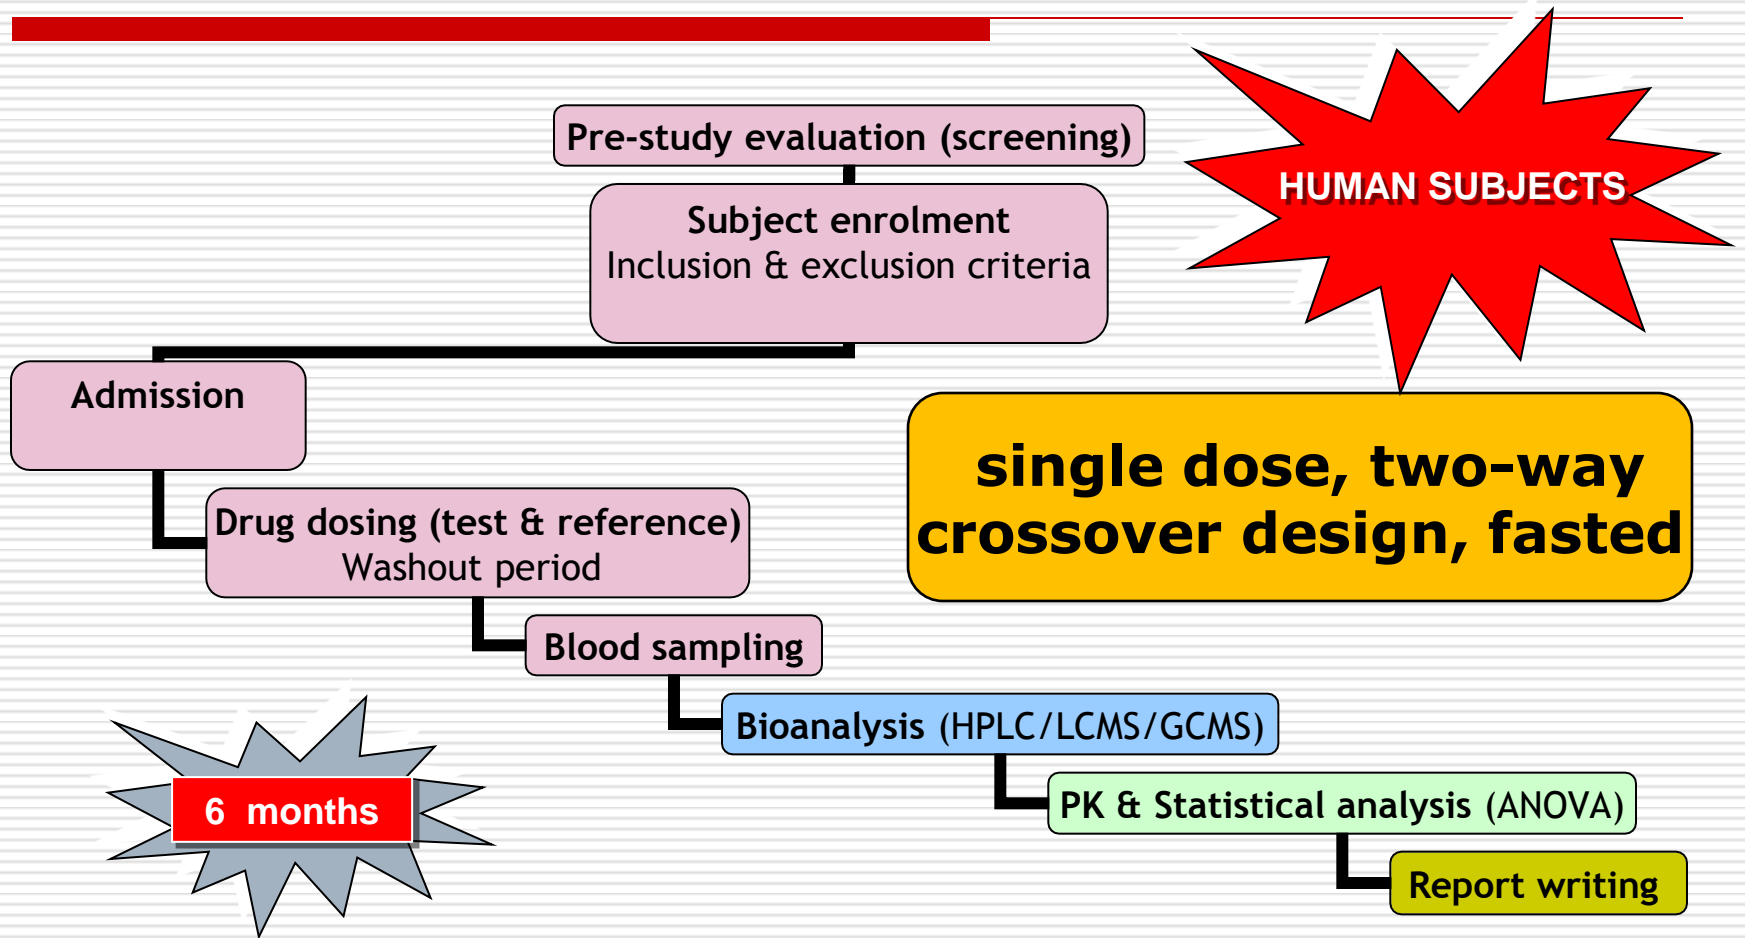 Pre-study evaluation (screening)
HUMAN SUBJECTS
Subject enrolment
Inclusion & exclusion criteria
Admission
single dose, two-way
crossover design, fasted
Drug dosing (test & reference)
Washout period
Blood sampling
Bioanalysis (HPLC/LCMS/GCMS)
6 months
PK & Statistical analysis (ANOVA)
Report writing